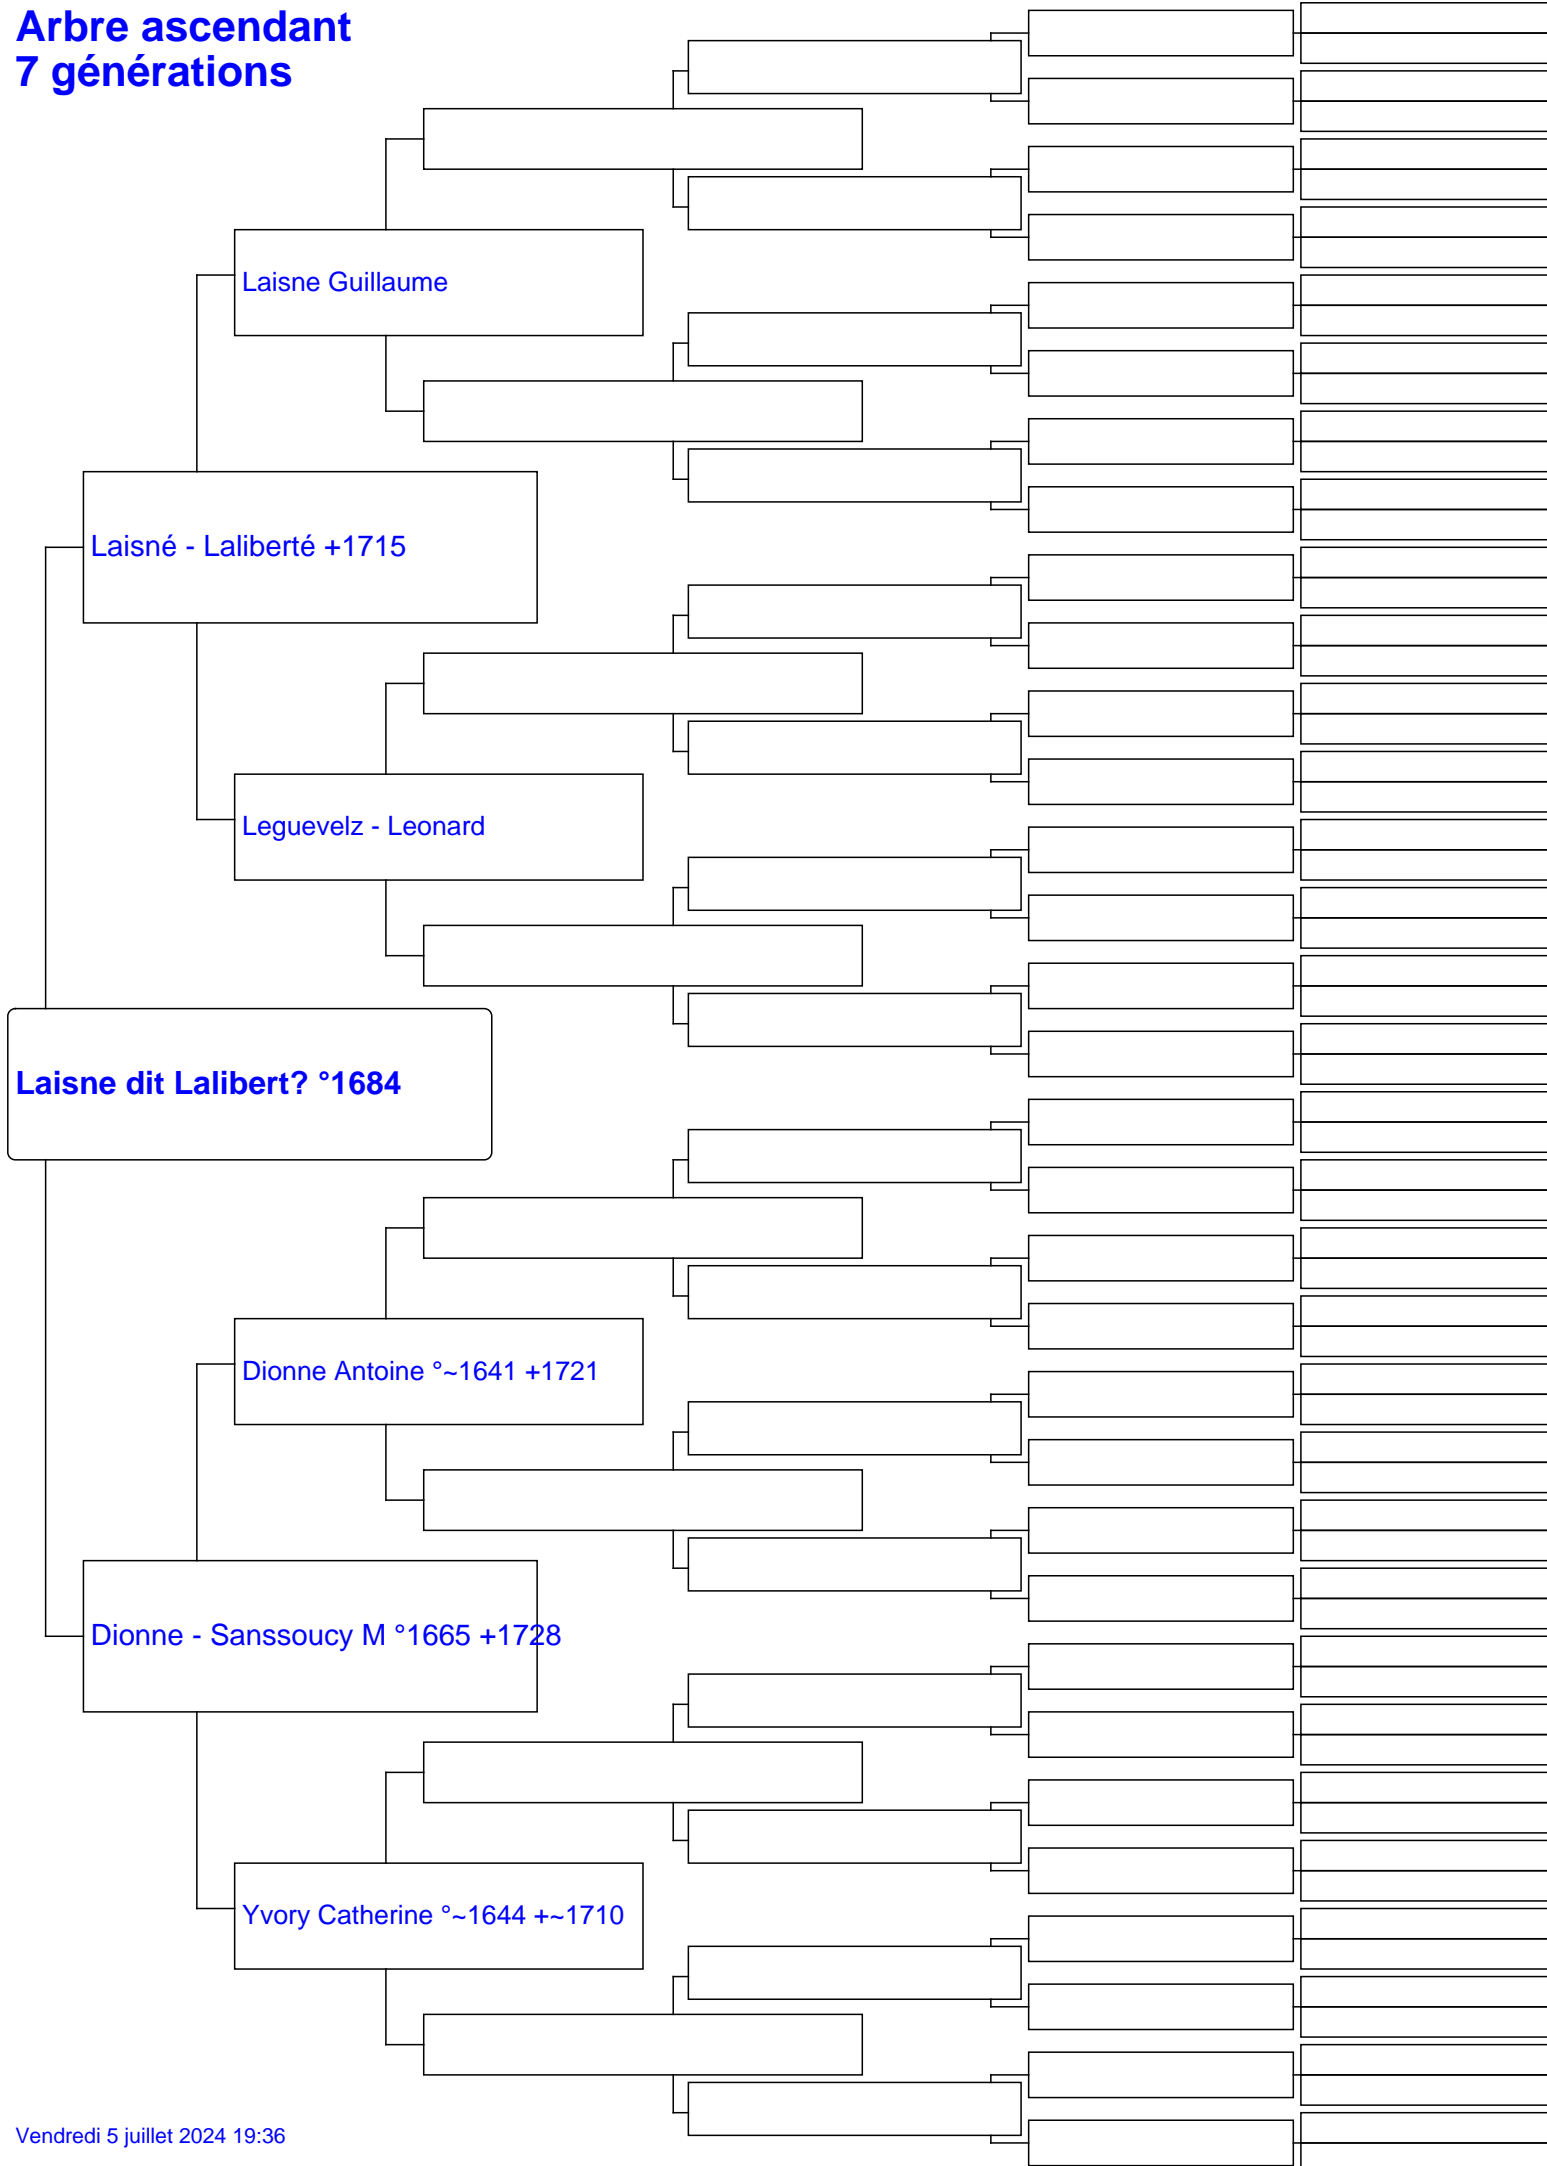 Arbre ascendant
7 générations
Laisne Guillaume
Laisné - Laliberté +1715
Leguevelz - Leonard
Laisne dit Lalibert? °1684
Dionne Antoine °~1641 +1721
Dionne - Sanssoucy M °1665 +1728
Yvory Catherine °~1644 +~1710
Vendredi 5 juillet 2024 19:36